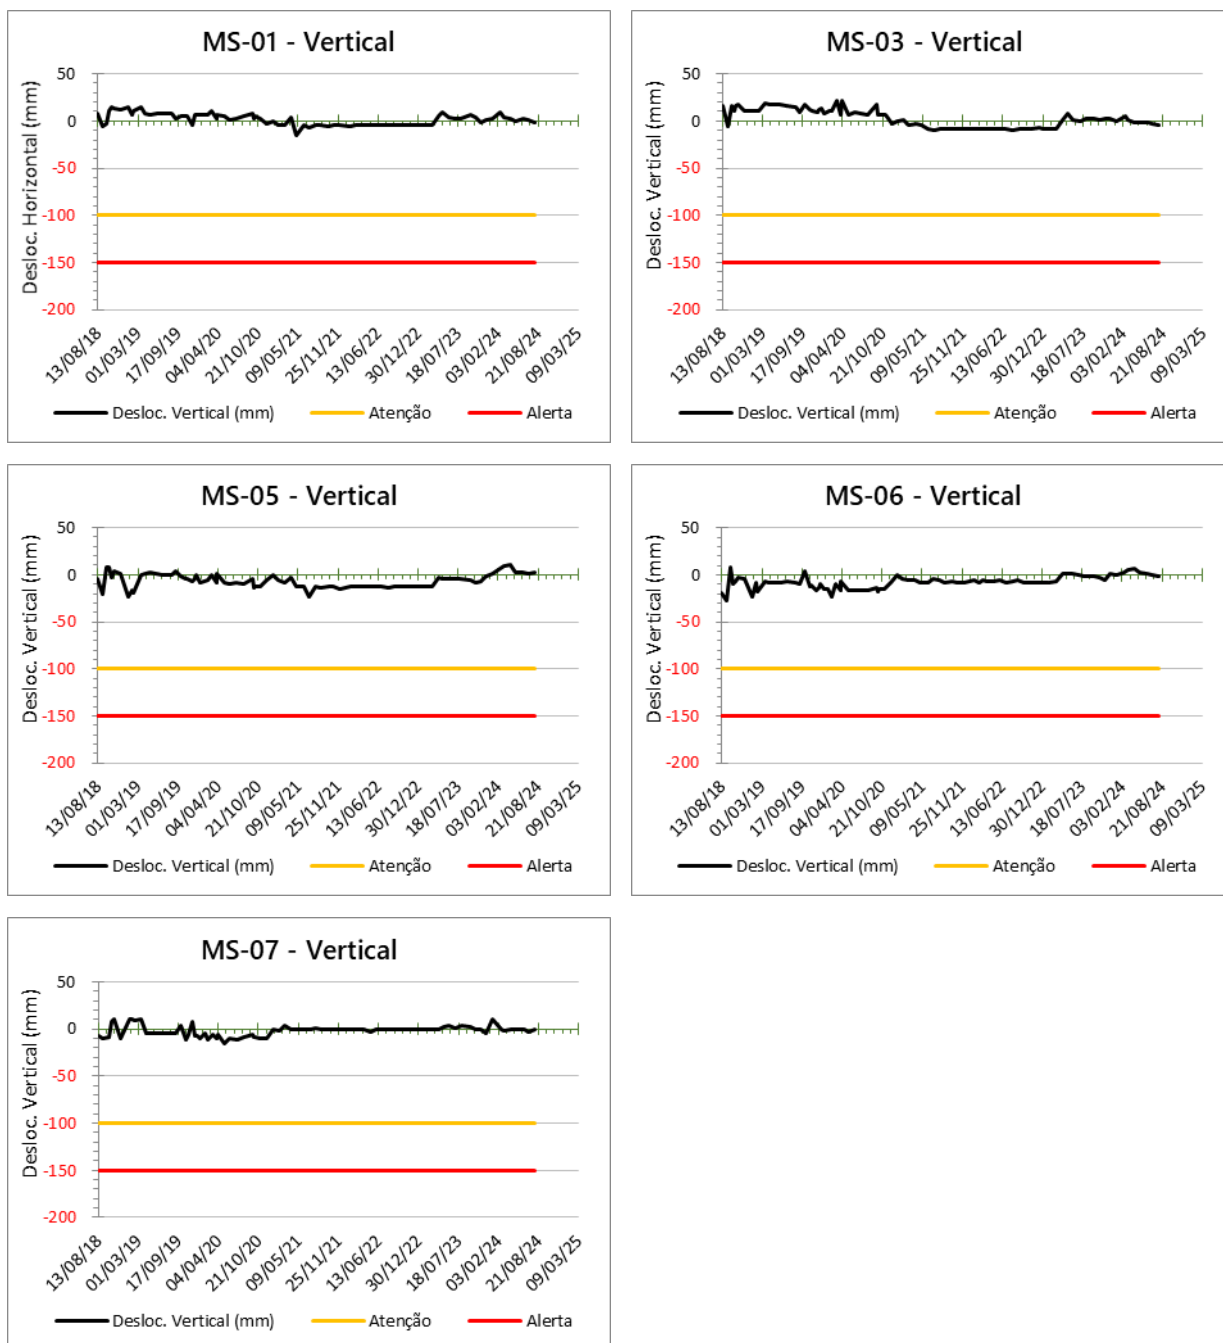 MS-01 - Vertical
Desloc. Horizontal (mm)
50
0
-50
-100
-150
-200
13/08/18 01/03/19 17/09/19 04/04/20 21/10/20 09/05/21 25/11/21 13/06/22 30/12/22 18/07/23 03/02/24 21/08/24 09/03/25
Desloc. Vertical (mm) Atenção Alerta
MS-03 - Vertical
Desloc. Vertical (mm)
50
0
-50
-100
-150
-200
13/08/18 01/03/19 17/09/19 04/04/20 21/10/20 09/05/21 25/11/21 13/06/22 30/12/22 18/07/23 03/02/24 21/08/24 09/03/25
Desloc. Vertical (mm) Atenção Alerta
MS-05 - Vertical
Desloc. Vertical (mm)
50
0
-50
-100
-150
-200
13/08/18 01/03/19 17/09/19 04/04/20 21/10/20 09/05/21 25/11/21 13/06/22 30/12/22 18/07/23 03/02/24 21/08/24 09/03/25
Desloc. Vertical (mm) Atenção Alerta
MS-06 - Vertical
Desloc. Vertical (mm)
50
0
-50
-100
-150
-200
13/08/18 01/03/19 17/09/19 04/04/20 21/10/20 09/05/21 25/11/21 13/06/22 30/12/22 18/07/23 03/02/24 21/08/24 09/03/25
Desloc. Vertical (mm) Atenção Alerta
MS-07 - Vertical
Desloc. Vertical (mm)
50
0
-50
-100
-150
-200
13/08/18 01/03/19 17/09/19 04/04/20 21/10/20 09/05/21 25/11/21 13/06/22 30/12/22 18/07/23 03/02/24 21/08/24 09/03/25
Desloc. Vertical (mm) Atenção Alerta